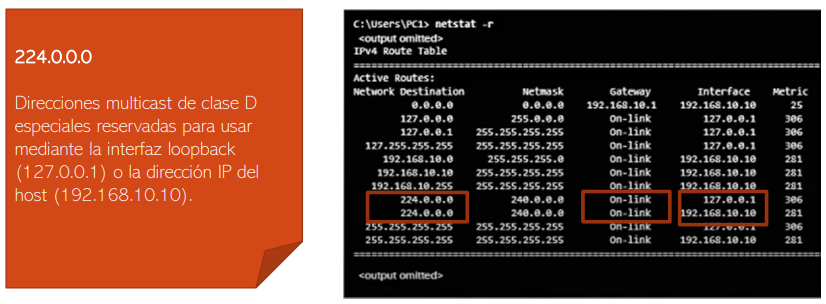 224.0.0.0
Direcciones multicast de clase D
especiales reservadas para usar
mediante la interfaz loopback
(127.0.0.1) o la dirección IP del
host (192.168.10.10).
C:\Users\PC1> netstat -r
<output omitted>
IPv4 Route Table
===========================================================================
Active Routes:
Network Destination Netmask Gateway Interface Metric
0.0.0.0 0.0.0.0 192.168.10.1 192.168.10.10 25
127.0.0.0 255.0.0.0 On-link 127.0.0.1 306
127.0.0.1 255.255.255.255 On-link 127.0.0.1 306
127.255.255.255 255.255.255.255 On-link 127.0.0.1 306
192.168.10.0 255.255.255.0 On-link 192.168.10.10 281
192.168.10.10 255.255.255.255 On-link 192.168.10.10 281
192.168.10.255 255.255.255.255 On-link 192.168.10.10 281
224.0.0.0 240.0.0.0 On-link 127.0.0.1 306
224.0.0.0 240.0.0.0 On-link 192.168.10.10 281
255.255.255.255 255.255.255.255 On-link 127.0.0.1 306
255.255.255.255 255.255.255.255 On-link 192.168.10.10 281
===========================================================================
<output omitted>